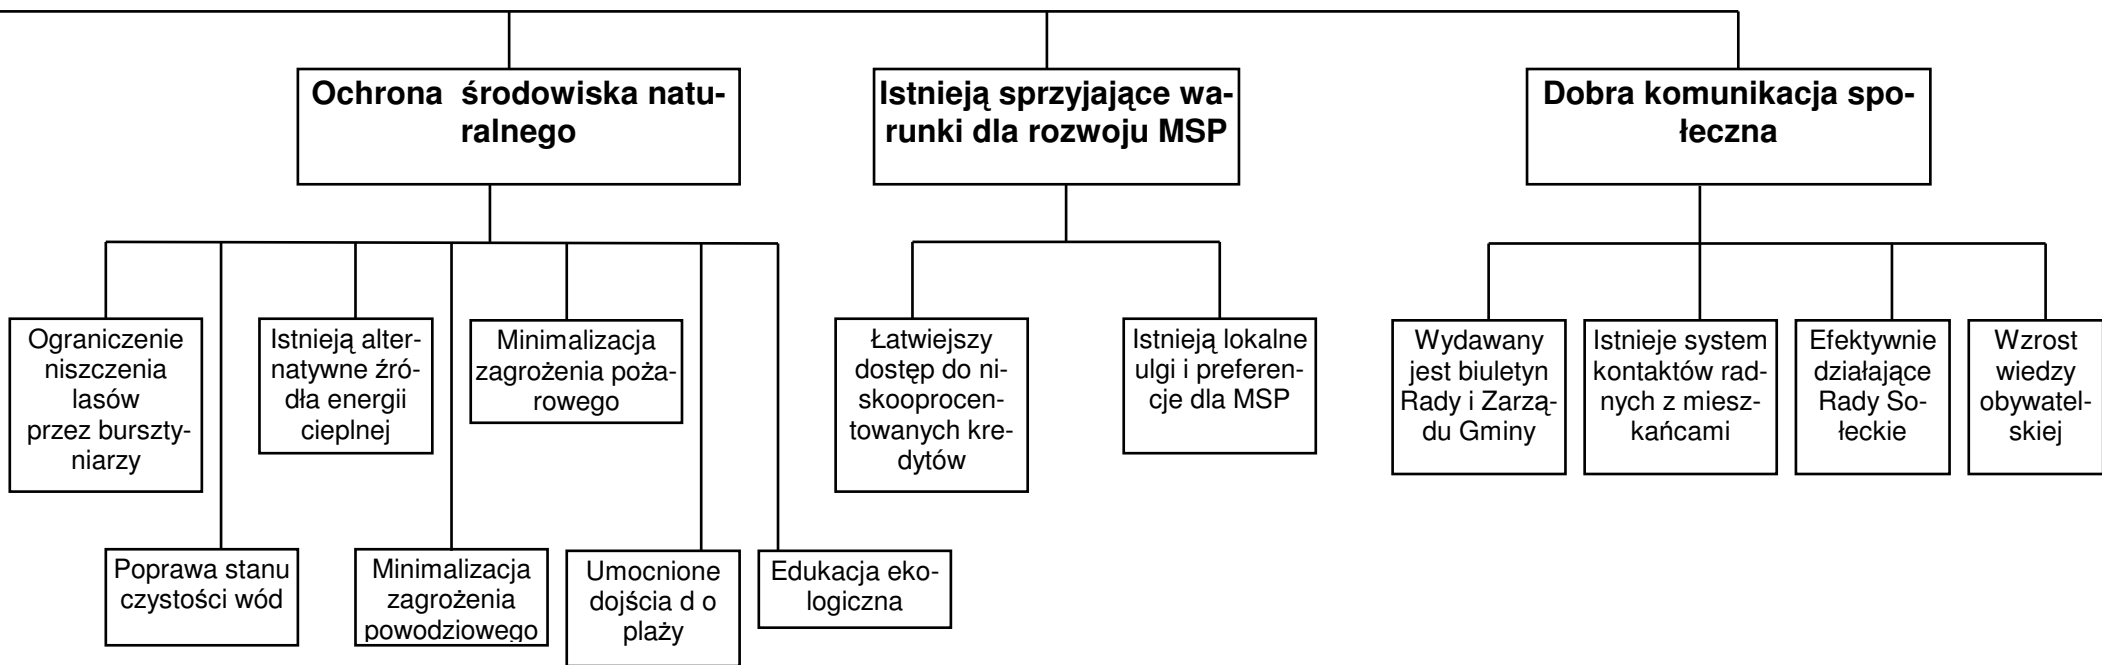 Ochrona środowiska natu-
ralnego
Istnieją sprzyjające wa-
runki dla rozwoju MSP
Dobra komunikacja spo-
łeczna
Ograniczenie
niszczenia
lasów
przez burszty-
niarzy
Istnieją alter-
natywne źró-
dła energii
cieplnej
Minimalizacja
zagrożenia poża-
rowego
Łatwiejszy
dostęp do ni-
skooprocen-
towanych kre-
dytów
Istnieją lokalne
ulgi i preferen-
cje dla MSP
Wydawany
jest biuletyn
Rady i Zarzą-
du Gminy
Istnieje system
kontaktów rad-
nych z miesz-
kańcami
Efektywnie
działające
Rady So-
łeckie
Wzrost
wiedzy
obywatel-
skiej
Poprawa stanu
czystości wód
Minimalizacja
zagrożenia
powodziowego
Umocnione
dojścia d o
plaży
Edukacja eko-
logiczna